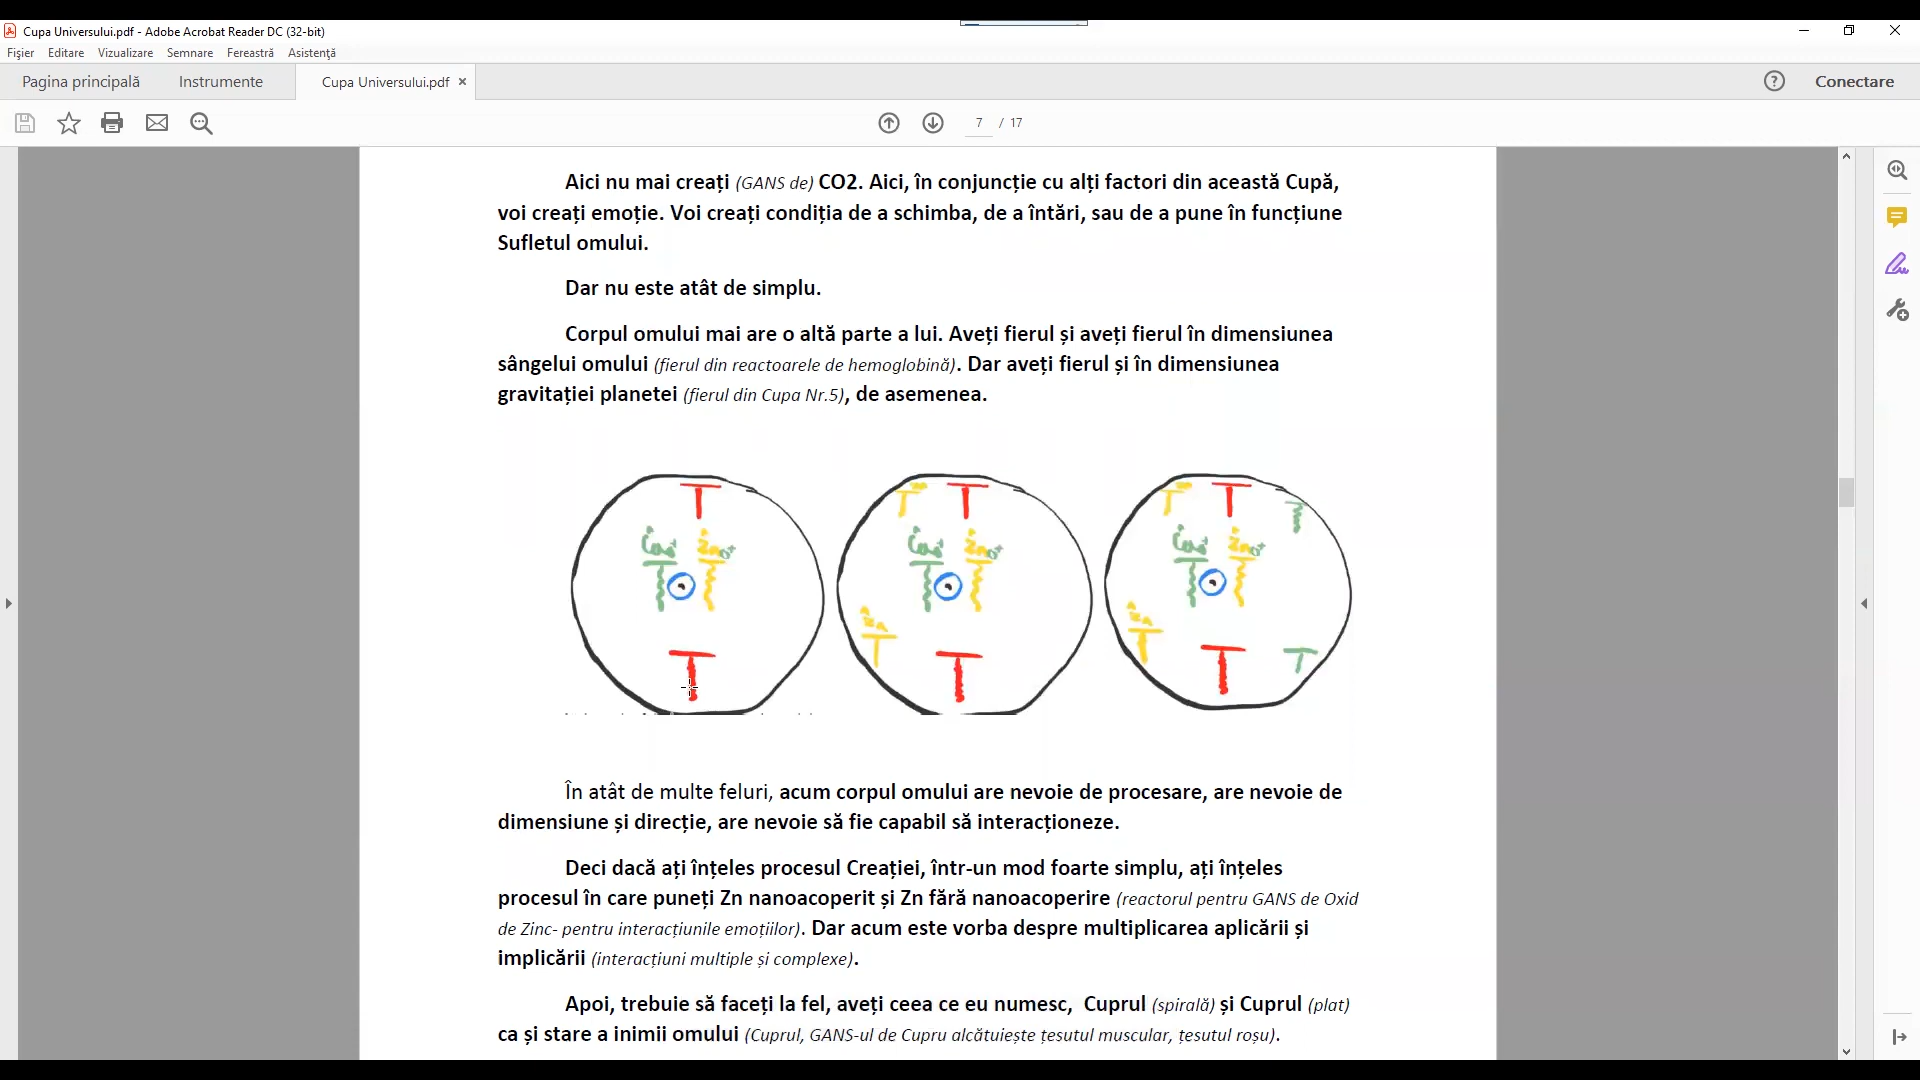 Cupa Universului.pdf - Adobe Acrobat Reader DC (32-bit)
Fișier Editare Vizualizare Semnare Fereastră Asistență
Pagina principală Instrumente Cupa Universului.pdf × Conectare
7 / 17
Aici nu mai creați (GANS de) CO2. Aici, în conjuncție cu alți factori din această Cupă,
voi creați emoție. Voi creați condiția de a schimba, de a întări, sau de a pune în funcțiune
Sufletul omului.
Dar nu este atât de simplu.
Corpul omului mai are o altă parte a lui. Aveți fierul și aveți fierul în dimensiunea
sângelui omului (fierul din reactoarele de hemoglobină). Dar aveți fierul și în dimensiunea
gravitației planetei (fierul din Cupa Nr.5), de asemenea.
În atât de multe feluri, acum corpul omului are nevoie de procesare, are nevoie de
dimensiune și direcție, are nevoie să fie capabil să interacționeze.
Deci dacă ați înțeles procesul Creației, într-un mod foarte simplu, ați înțeles
procesul în care puneți Zn nanoacoperit și Zn fără nanoacoperire (reactorul pentru GANS de Oxid
de Zinc- pentru interacțiunile emoțiilor). Dar acum este vorba despre multiplicarea aplicării și
implicării (interacțiuni multiple și complexe).
Apoi, trebuie să faceți la fel, aveți ceea ce eu numesc, Cuprul (spirală) și Cuprul (plat)
ca și stare a inimii omului (Cuprul, GANS-ul de Cupru alcătuiește țesutul muscular, țesutul roșu).